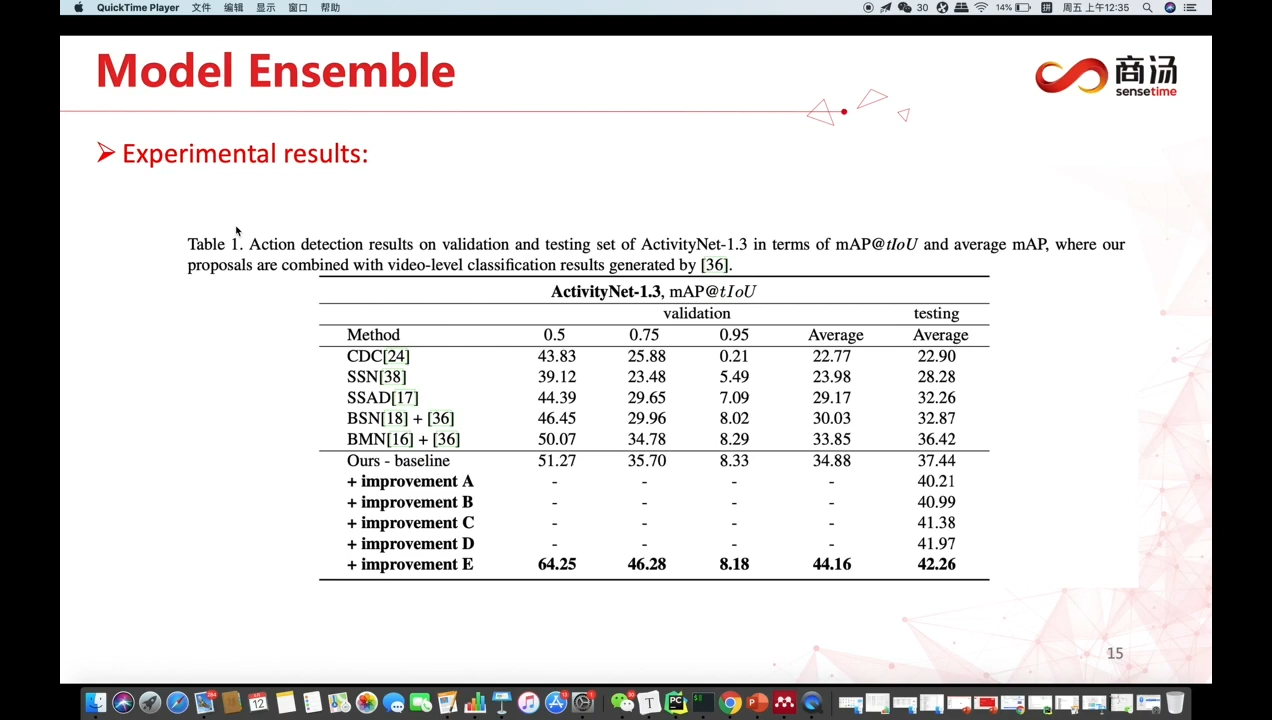 QuickTime Player 文件 编辑 显示 窗口 帮助 30 14% 拼 周五 上午12:35
Model Ensemble
商汤
sensetime
➢ Experimental results:
Table 1. Action detection results on validation and testing set of ActivityNet-1.3 in terms of mAP@tIoU and average mAP, where our
proposals are combined with video-level classification results generated by [36].
ActivityNet-1.3, mAP@tIoU
validation testing
Method 0.5 0.75 0.95 Average Average
CDC[24] 43.83 25.88 0.21 22.77 22.90
SSN[38] 39.12 23.48 5.49 23.98 28.28
SSAD[17] 44.39 29.65 7.09 29.17 32.26
BSN[18] + [36] 46.45 29.96 8.02 30.03 32.87
BMN[16] + [36] 50.07 34.78 8.29 33.85 36.42
Ours - baseline 51.27 35.70 8.33 34.88 37.44
+ improvement A - - - - 40.21
+ improvement B - - - - 40.99
+ improvement C - - - - 41.38
+ improvement D - - - - 41.97
+ improvement E 64.25 46.28 8.18 44.16 42.26
15
12 T PC